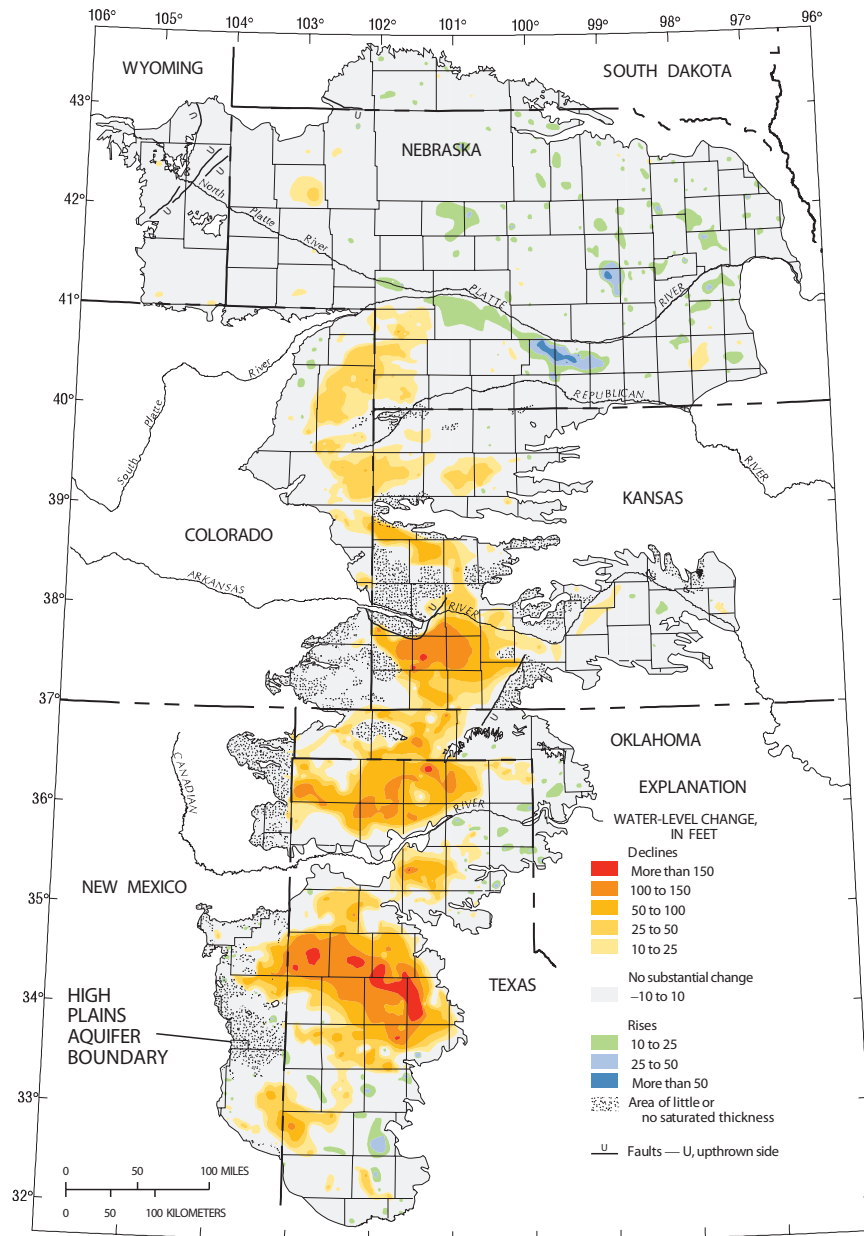 106°
105°
103°
102°
101°
100°
99°
98°
97°
96°
WYOMING
SOUTH DAKOTA
43°
U
NEBRASKA
U
U
U
42°
North
Platte
River
U
41°
PLATTE
RIVER
River
Platte
South
40°
REPUBLICAN
RIVER
39°
KANSAS
COLORADO
ARKANSAS
38°
U
RIVER
37°
U
OKLAHOMA
CANADIAN
36°
RIVER
EXPLANATION
WATER-LEVEL CHANGE,
IN FEET
Declines
More than 150
100 to 150
50 to 100
25 to 50
10 to 25
No substantial change
–10 to 10
Rises
10 to 25
25 to 50
More than 50
Area of little or
no saturated thickness
U
Faults — U, upthrown side
35°
NEW MEXICO
TEXAS
34°
HIGH
PLAINS
AQUIFER
BOUNDARY
33°
32°
0 50 100 MILES
0 50 100 KILOMETERS